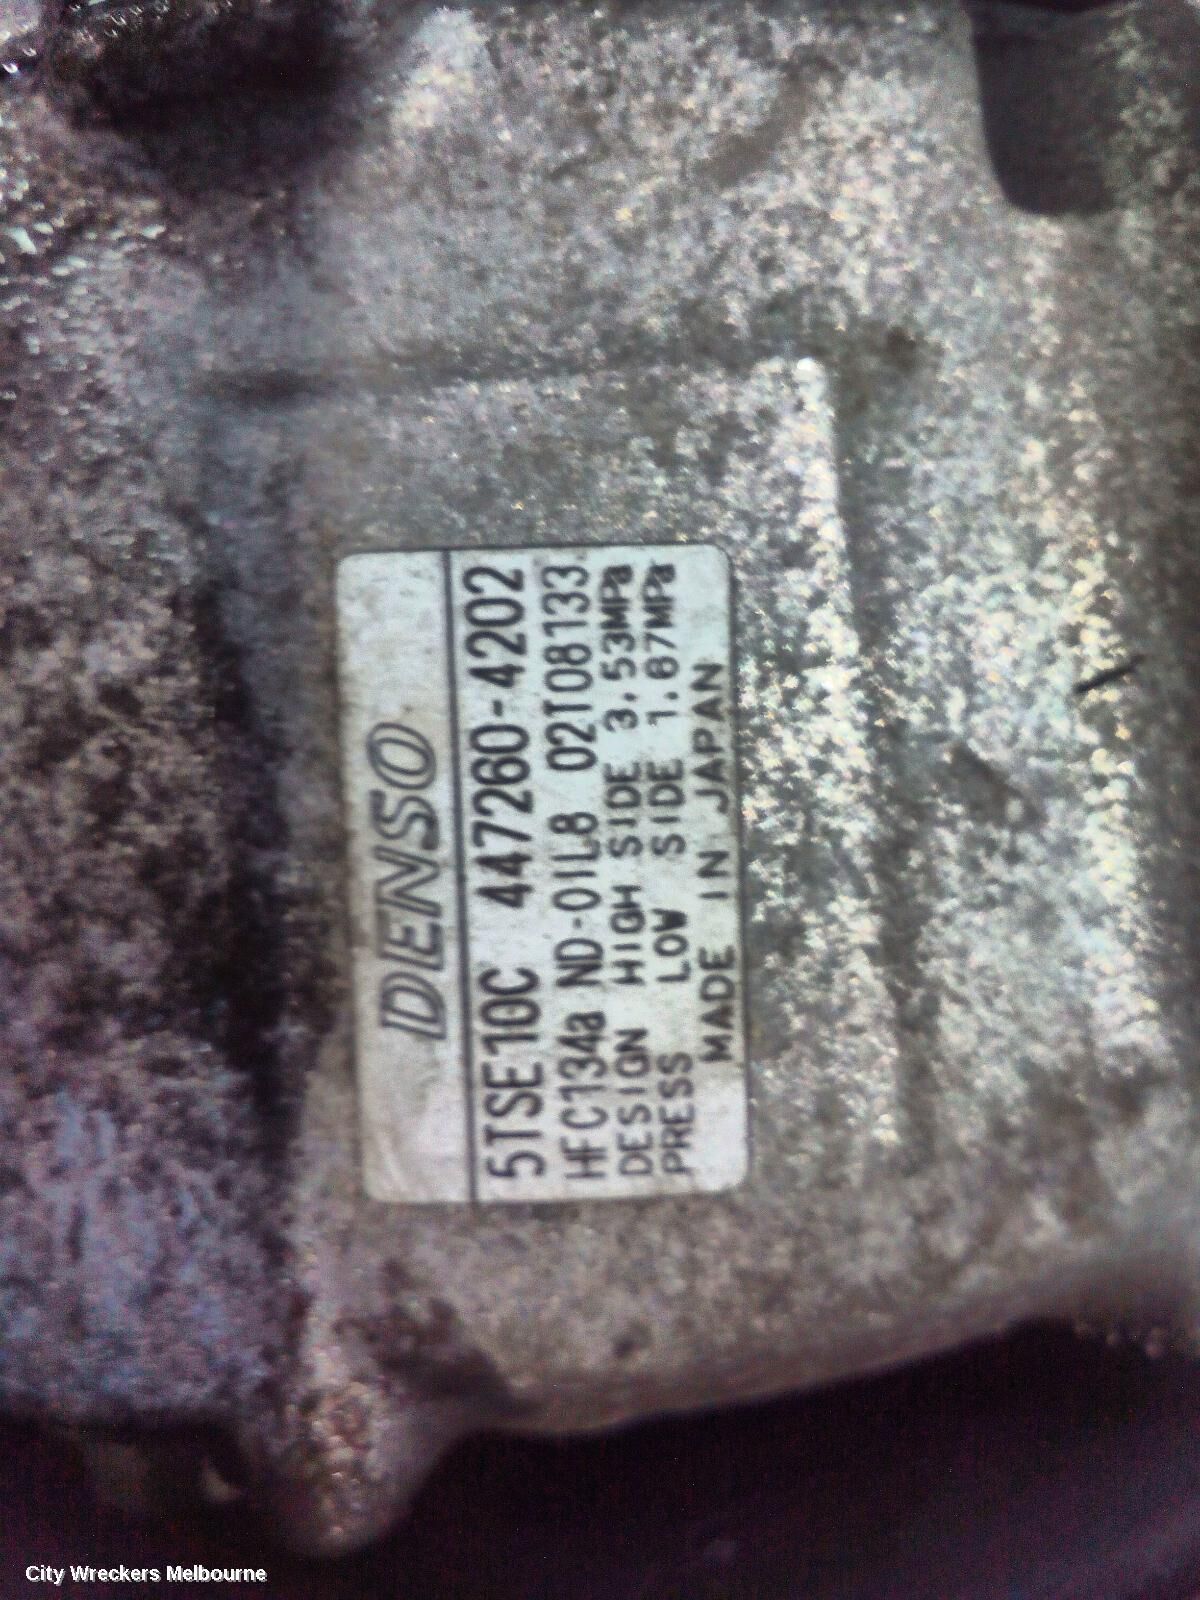 DENSO
5TSE10C 447260-4202
HFC134a ND-OIL8 02T08133
DESIGN HIGH SIDE 3.53MPa
PRESS LOW SIDE 1.87MPa
MADE IN JAPAN
City Wreckers Melbourne